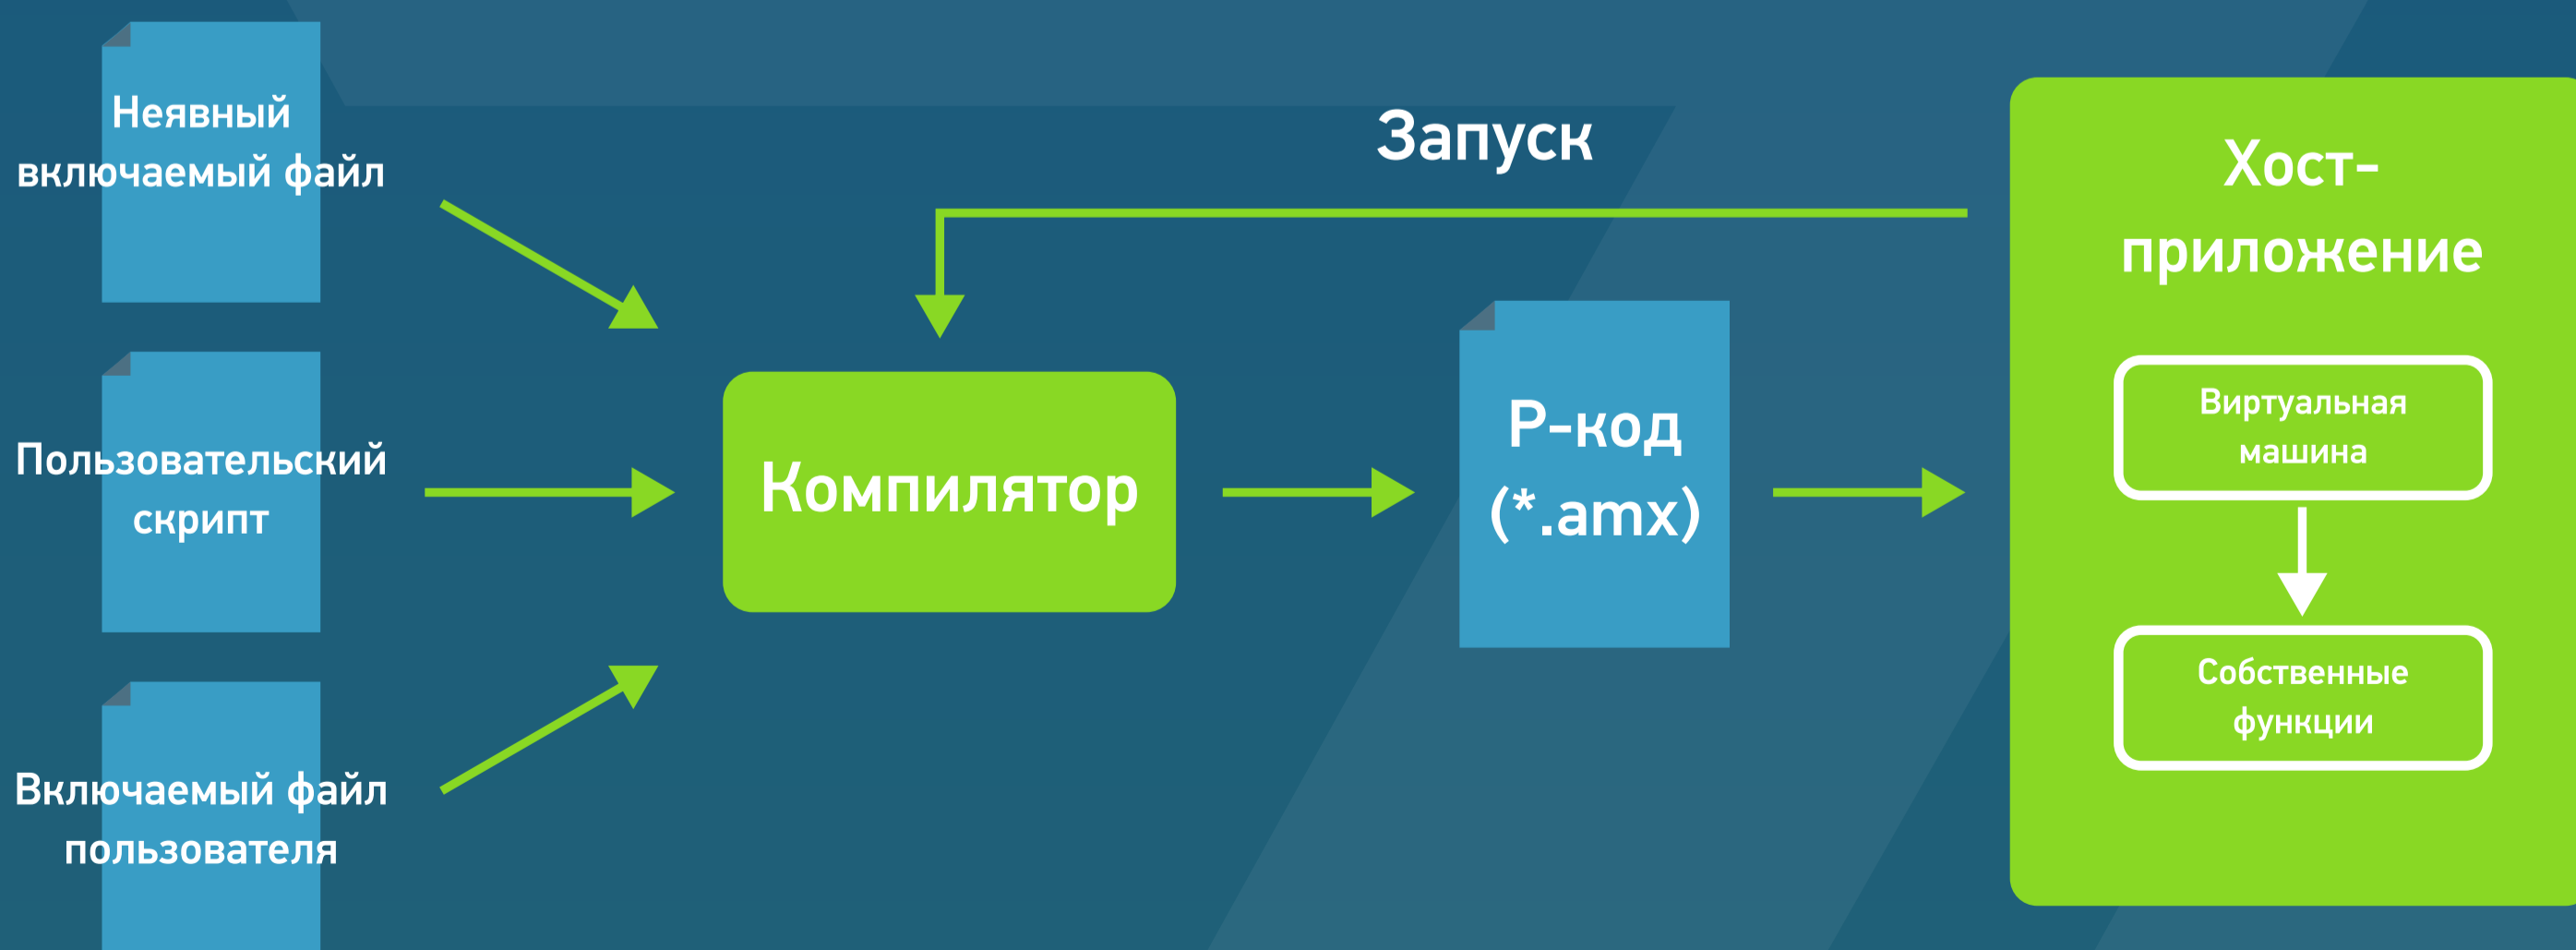 Неявный
включаемый файл
Пользовательский
скрипт
Включаемый файл
пользователя
Запуск
Компилятор
P-код
(*.amx)
Хост-
приложение
Виртуальная
машина
Собственные
функции